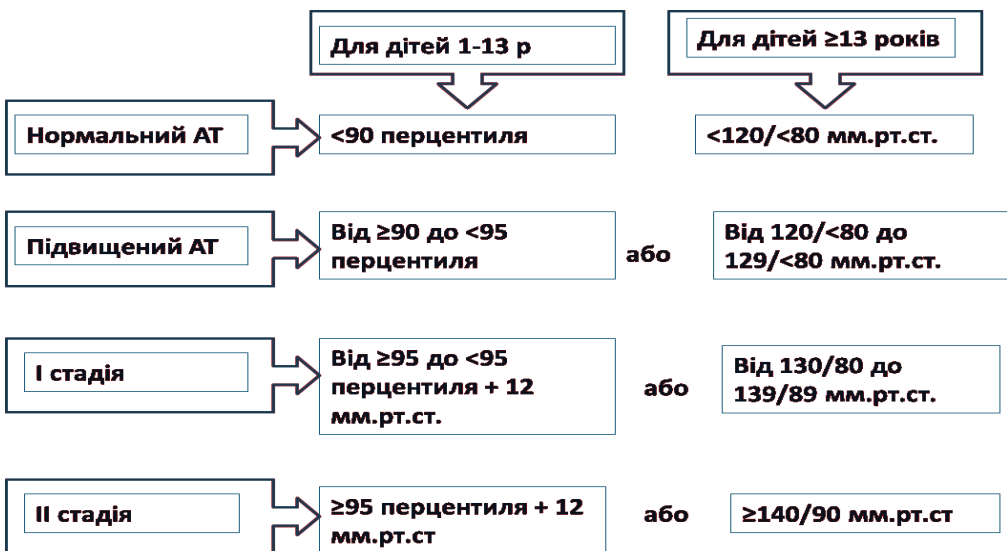 Для дітей 1-13 р
Для дітей ≥13 років
Нормальний АТ
<90 перцентиля
<120/<80 мм.рт.ст.
Підвищений АТ
Від ≥90 до <95
перцентиля
або
Від 120/<80 до
129/<80 мм.рт.ст.
І стадія
Від ≥95 до <95
перцентиля + 12
мм.рт.ст.
або
Від 130/80 до
139/89 мм.рт.ст.
ІІ стадія
≥95 перцентиля + 12
мм.рт.ст
або
≥140/90 мм.рт.ст